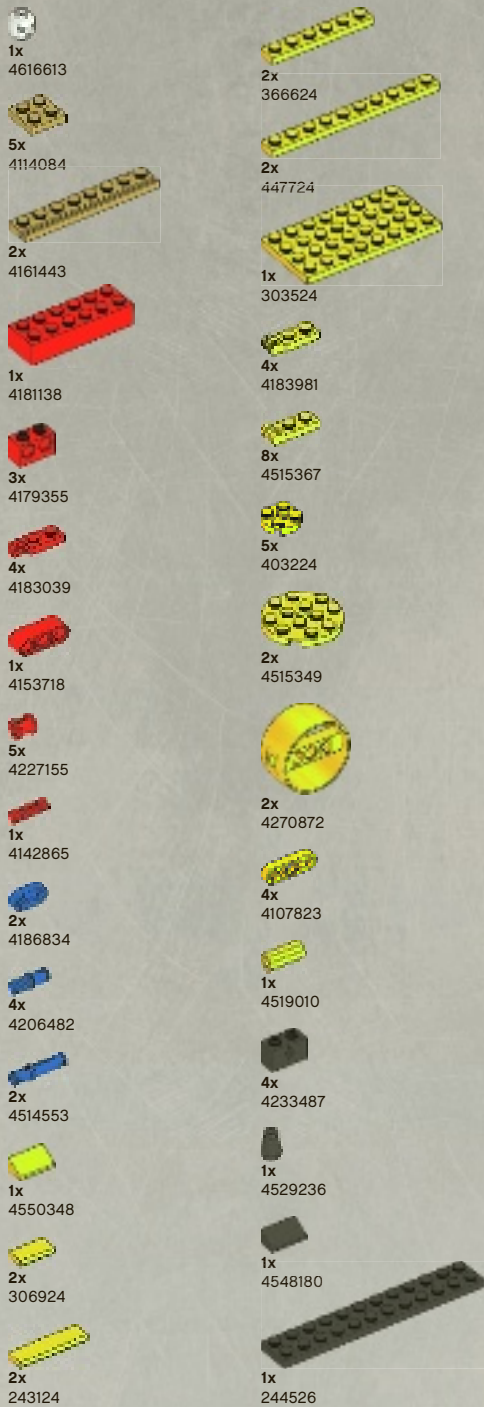 1x
4616613
5x
4114084
2x
4161443
1x
4181138
3x
4179355
4x
4183039
1x
4153718
5x
4227155
1x
4142865
2x
4186834
4x
4206482
2x
4514553
1x
4550348
2x
306924
2x
243124
2x
366624
2x
447724
1x
303524
4x
4183981
8x
4515367
5x
403224
2x
4515349
2x
4270872
4x
4107823
1x
4519010
4x
4233487
1x
4529236
1x
4548180
1x
244526